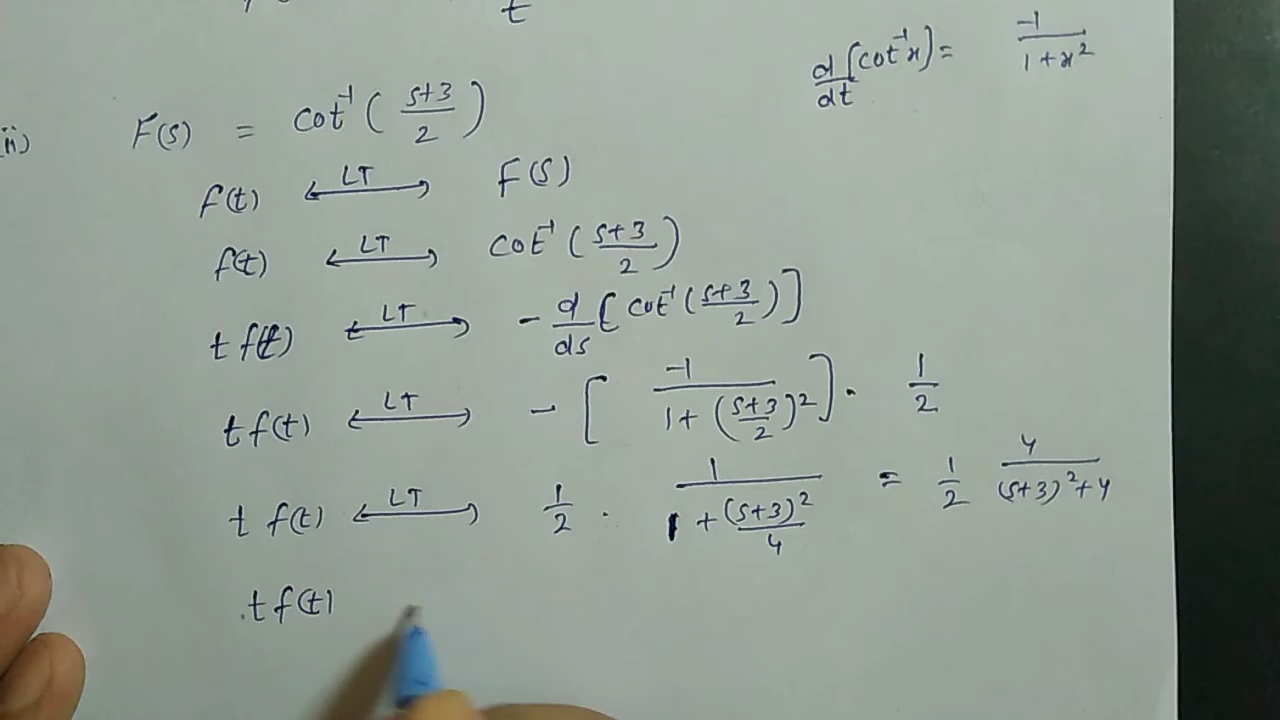 t
d/dt [cot⁻¹x] = -1/(1+x²)
ii) F(s) = cot⁻¹((s+3)/2)
f(t) ⟷ LT F(s)
f(t) ⟷ LT cot⁻¹((s+3)/2)
t f(t) ⟷ LT - d/ds [cot⁻¹((s+3)/2)]
t f(t) ⟷ LT - [-1/(1+((s+3)/2)²)] · 1/2
t f(t) ⟷ LT 1/2 · 1/(1+(s+3)²/4) = 1/2 4/((s+3)²+4)
.t f(t)